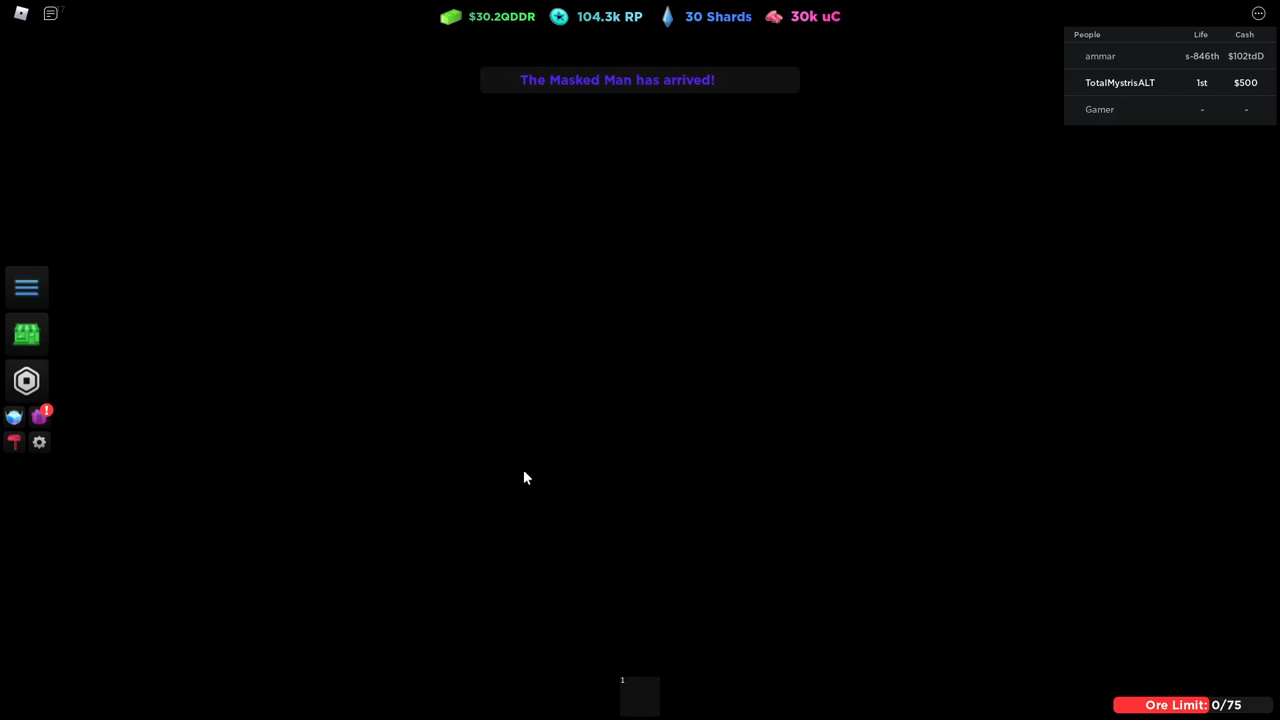 $30.2QDDR 104.3k RP 30 Shards 30k uC
The Masked Man has arrived!
People Life Cash
ammar s-846th $102tdD
TotalMystrisALT 1st $500
Gamer - -
!
1
Ore Limit: 0/75